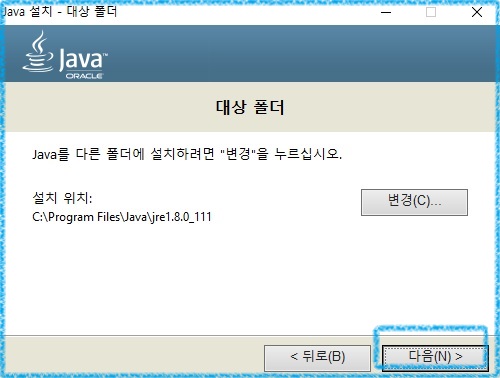 Java 설치 - 대상 폴더
Java™
ORACLE
대상 폴더
Java를 다른 폴더에 설치하려면 "변경"을 누르십시오.
설치 위치:
C:\Program Files\Java\jre1.8.0_111
변경(C)...
< 뒤로(B)
다음(N) >